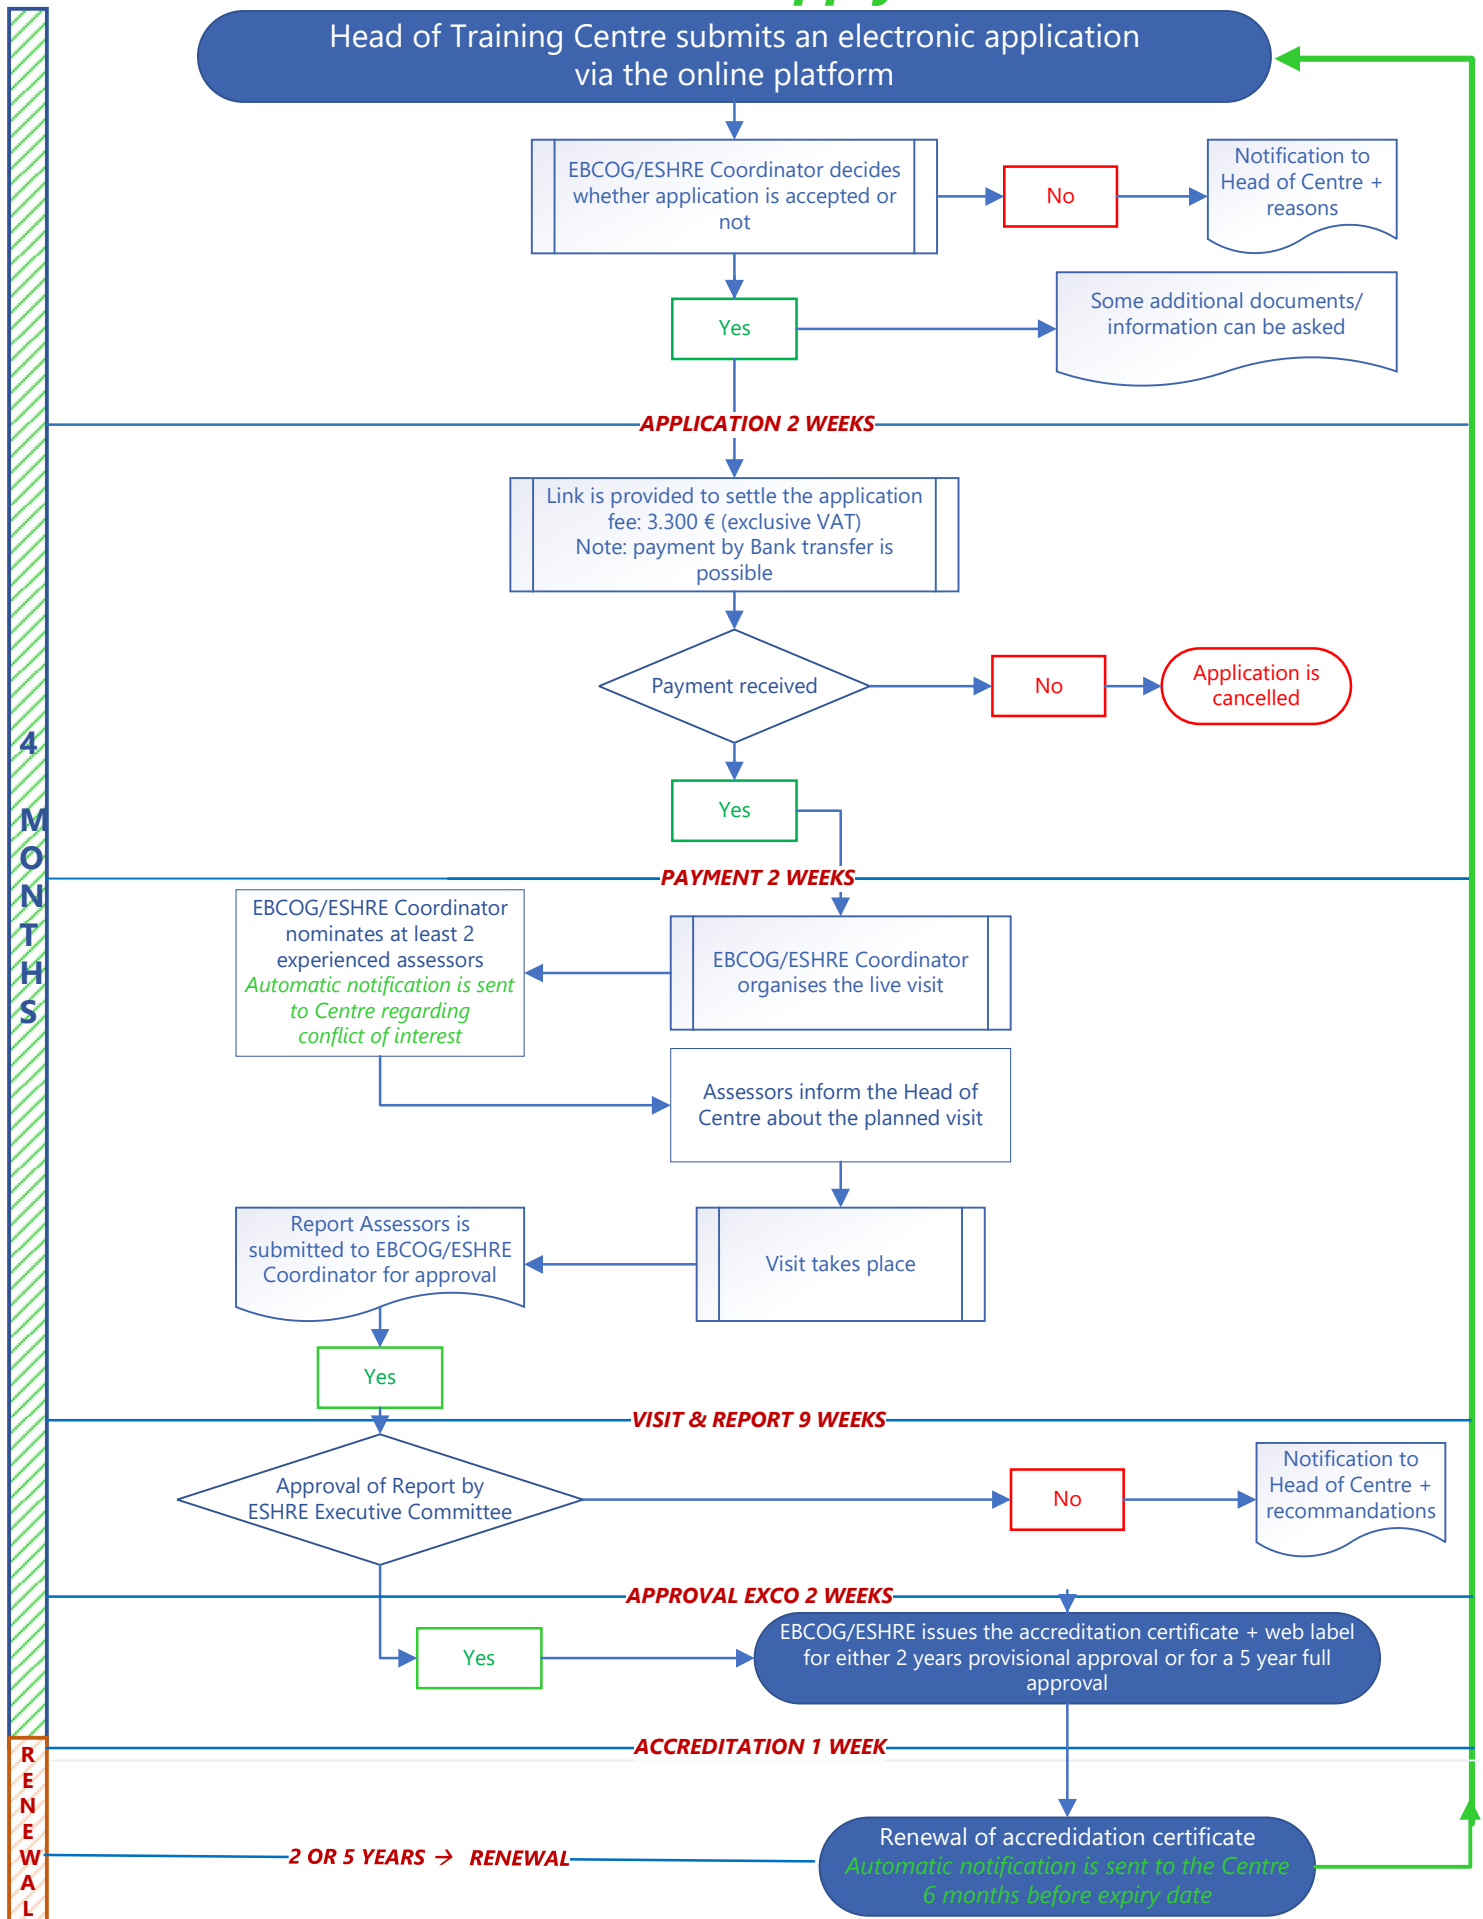 Head of Training Centre submits an electronic application
via the online platform
EBCOG/ESHRE Coordinator decides
whether application is accepted or
not
No
Notification to
Head of Centre +
reasons
Yes
Some additional documents/
information can be asked
APPLICATION 2 WEEKS
Link is provided to settle the application
fee: 3.300 € (exclusive VAT)
Note: payment by Bank transfer is
possible
Payment received
No
Application is
cancelled
Yes
4 MONTHS
PAYMENT 2 WEEKS
EBCOG/ESHRE Coordinator
nominates at least 2
experienced assessors
Automatic notification is sent
to Centre regarding
conflict of interest
EBCOG/ESHRE Coordinator
organises the live visit
Assessors inform the Head of
Centre about the planned visit
Report Assessors is
submitted to EBCOG/ESHRE
Coordinator for approval
Visit takes place
Yes
VISIT & REPORT 9 WEEKS
Approval of Report by
ESHRE Executive Committee
No
Notification to
Head of Centre +
recommandations
APPROVAL EXCO 2 WEEKS
Yes
EBCOG/ESHRE issues the accreditation certificate + web label
for either 2 years provisional approval or for a 5 year full
approval
ACCREDITATION 1 WEEK
RENEWAL
2 OR 5 YEARS → RENEWAL
Renewal of accredidation certificate
Automatic notification is sent to the Centre
6 months before expiry date